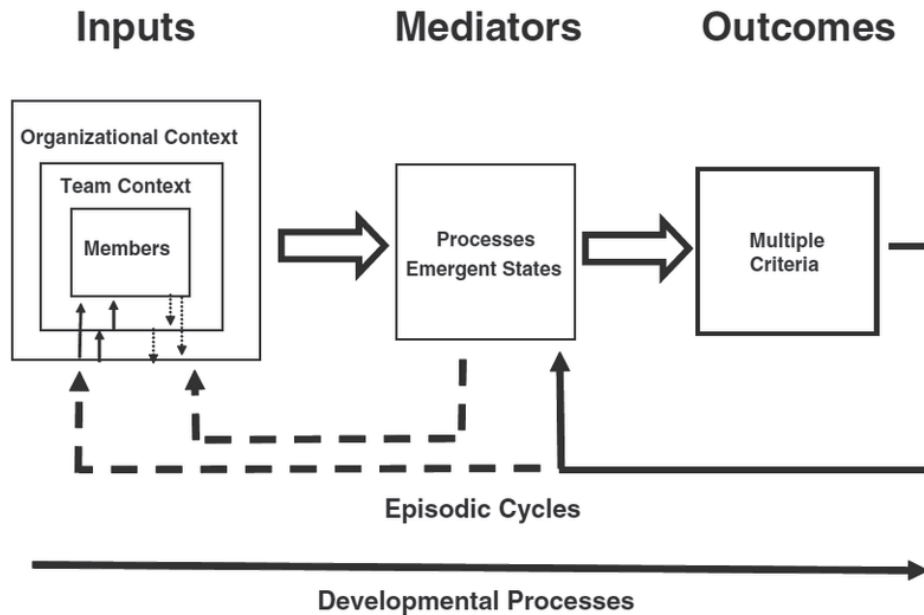 Inputs
Mediators
Outcomes
Organizational Context
Team Context
Members
Processes
Emergent States
Multiple
Criteria
Episodic Cycles
Developmental Processes